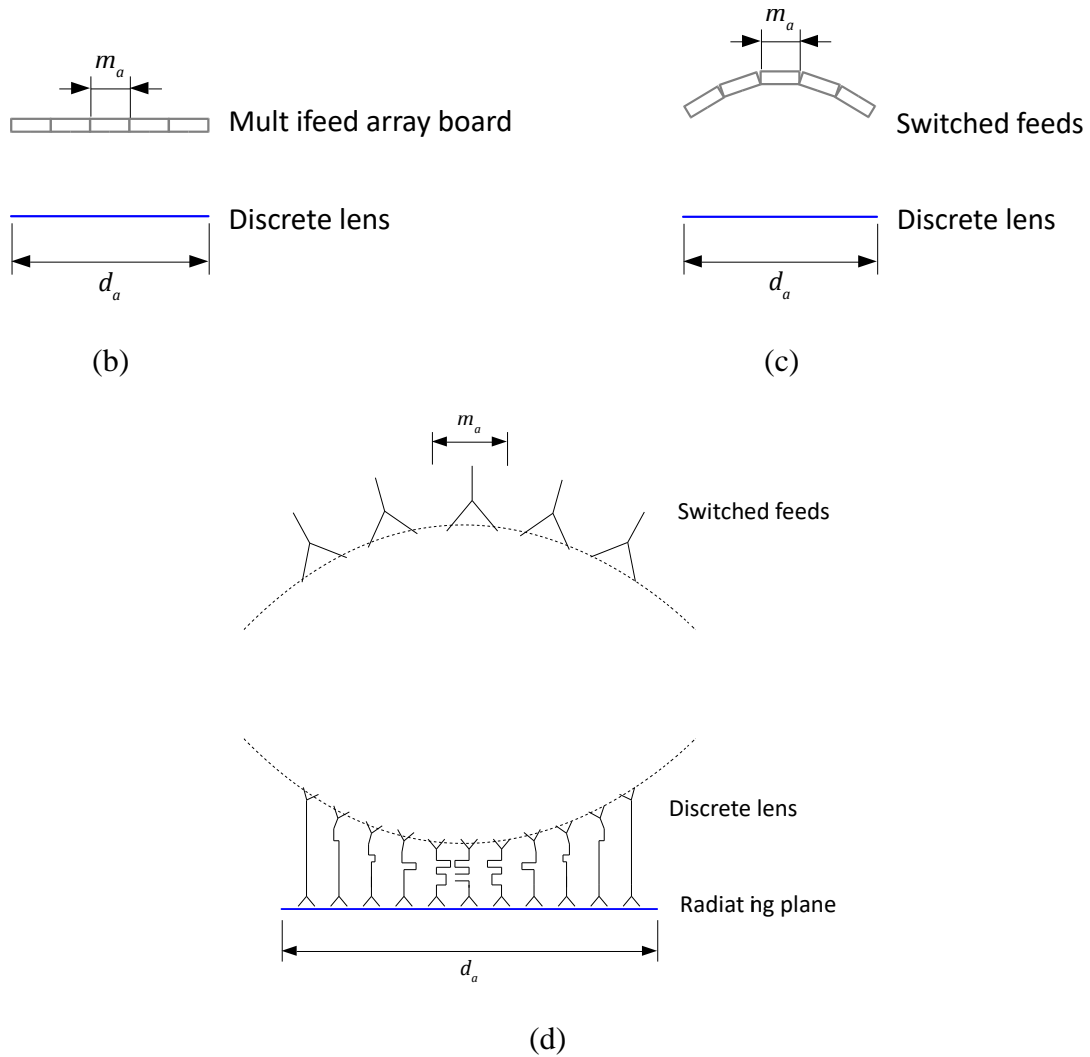 m_a
Mult ifeed array board
Discrete lens
d_a
(b)
m_a
Switched feeds
Discrete lens
d_a
(c)
m_a
Switched feeds
Discrete lens
Radiat ing plane
d_a
(d)